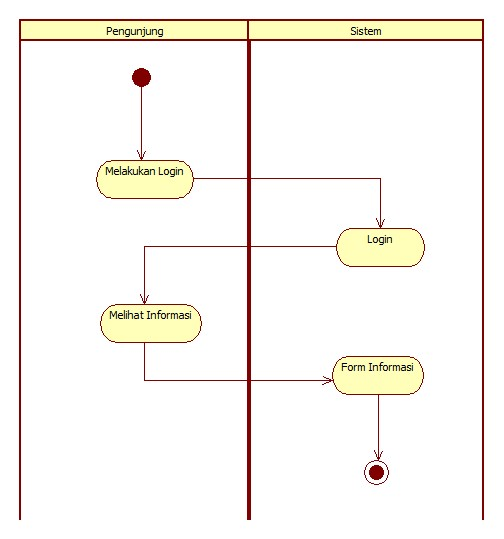 Pengunjung
Sistem
Melakukan Login
Login
Melihat Informasi
Form Informasi